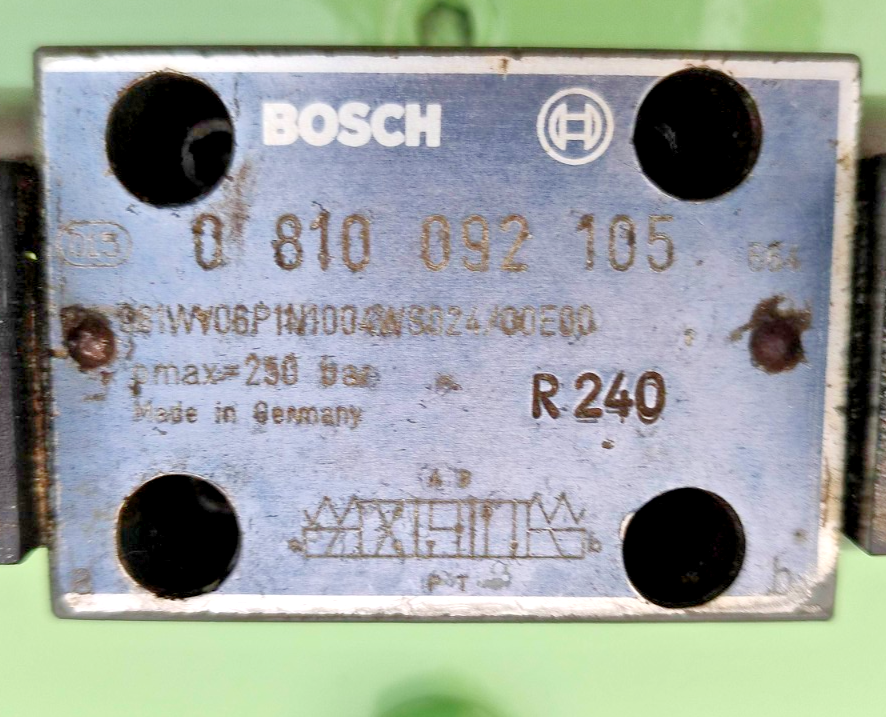 BOSCH
0 810 092 105
pmax=250 bar
Made in Germany
R 240
A B
a b
P T
a b